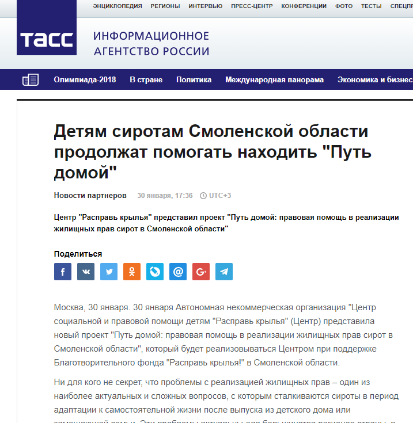 ЭНЦИКЛОПЕДИЯ РЕГИОНЫ ИНТЕРВЬЮ ПРЕСС-ЦЕНТР КОНФЕРЕНЦИИ ФОТО ТЕСТЫ СПЕЦП
ТАСС
ИНФОРМАЦИОННОЕ
АГЕНТСТВО РОССИИ
Олимпиада-2018 В стране Политика Международная панорама Экономика и бизнес
Детям сиротам Смоленской области
продолжат помогать находить "Путь
домой"
Новости партнеров 30 января, 17:36 UTC+3
Центр "Расправь крылья" представил проект "Путь домой: правовая помощь в реализации
жилищных прав сирот в Смоленской области"
Поделиться
Москва, 30 января: 30 января Автономная некоммерческая организация "Центр
социальной и правовой помощи детям "Расправь крылья" (Центр) представила
новый проект "Путь домой: правовая помощь в реализации жилищных прав сирот в
Смоленской области", который будет реализовываться Центром при поддержке
Благотворительного фонда "Расправь крылья!" в Смоленской области.
Ни для кого не секрет, что проблемы с реализацией жилищных прав – один из
наиболее актуальных и сложных вопросов, с которым сталкиваются сироты в период
адаптации к самостоятельной жизни после выпуска из детского дома или